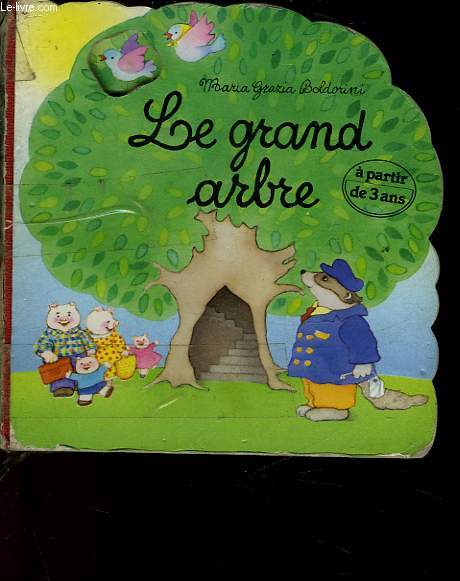 Le-livre.com
Maria Grazia Boldorini
Le grand
arbre
à partir
de 3 ans